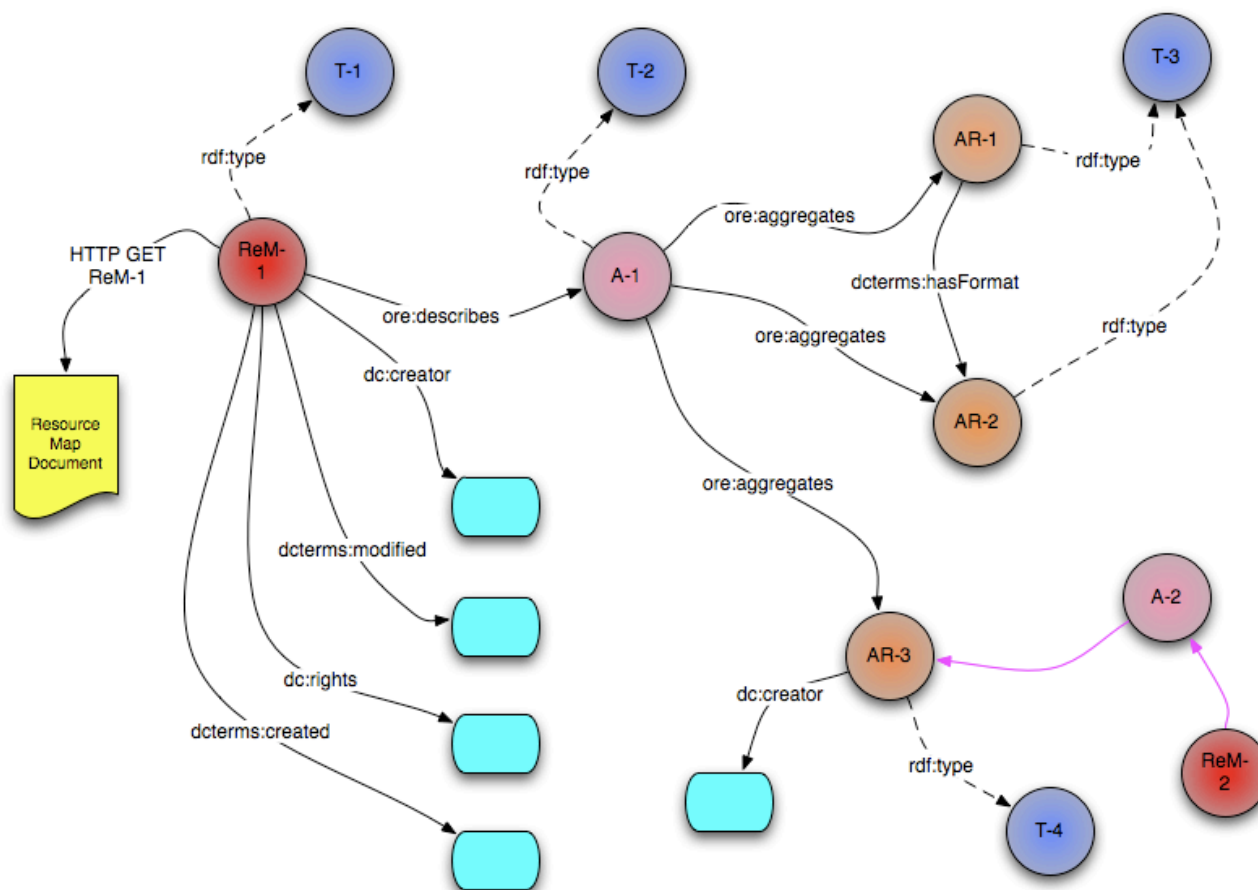 T-1
T-2
T-3
AR-1
rdf:type
rdf:type
rdf:type
ore:aggregates
HTTP GET
ReM-1
ReM-
1
A-1
dcterms:hasFormat
ore:describes
ore:aggregates
rdf:type
dc:creator
Resource
Map
Document
AR-2
ore:aggregates
dcterms:modified
A-2
AR-3
dc:rights
dc:creator
dcterms:created
rdf:type
ReM-
2
T-4